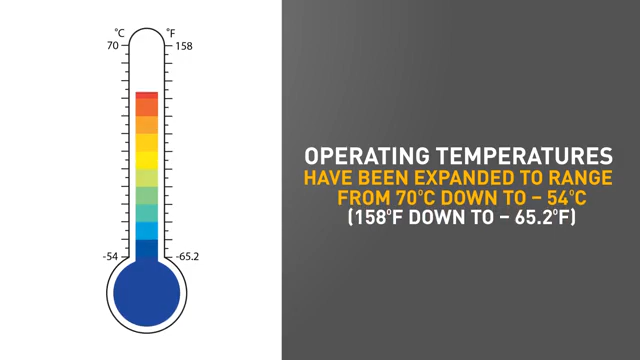 °C °F
70 158
-54 -65.2
OPERATING TEMPERATURES
HAVE BEEN EXPANDED TO RANGE
FROM 70°C DOWN TO – 54°C
(158°F DOWN TO – 65.2°F)